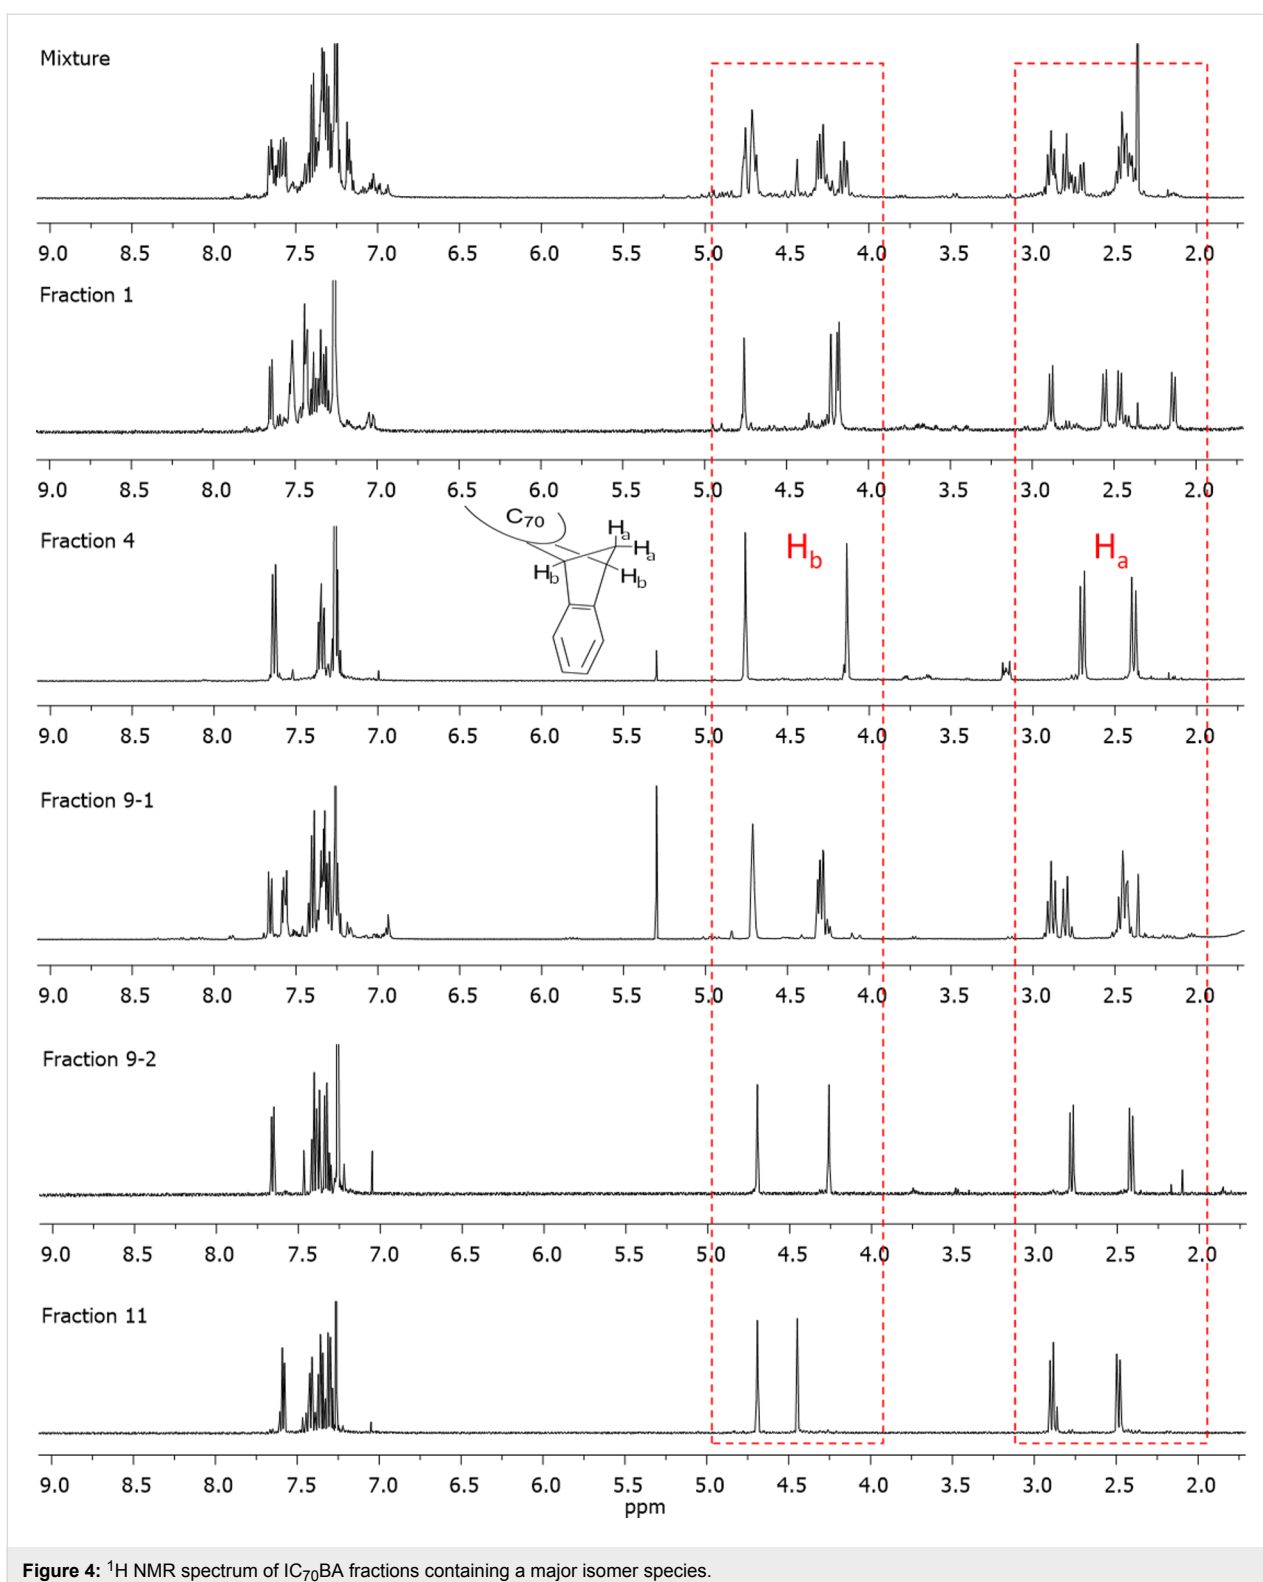 Mixture
9.0 8.5 8.0 7.5 7.0 6.5 6.0 5.5 5.0 4.5 4.0 3.5 3.0 2.5 2.0
Fraction 1
9.0 8.5 8.0 7.5 7.0 6.5 6.0 5.5 5.0 4.5 4.0 3.5 3.0 2.5 2.0
Fraction 4
C70
Ha
Ha
Hb
Hb
Hb
Ha
9.0 8.5 8.0 7.5 7.0 6.5 6.0 5.5 5.0 4.5 4.0 3.5 3.0 2.5 2.0
Fraction 9-1
9.0 8.5 8.0 7.5 7.0 6.5 6.0 5.5 5.0 4.5 4.0 3.5 3.0 2.5 2.0
Fraction 9-2
9.0 8.5 8.0 7.5 7.0 6.5 6.0 5.5 5.0 4.5 4.0 3.5 3.0 2.5 2.0
Fraction 11
9.0 8.5 8.0 7.5 7.0 6.5 6.0 5.5 5.0 4.5 4.0 3.5 3.0 2.5 2.0
ppm
Figure 4: ¹H NMR spectrum of IC₇₀BA fractions containing a major isomer species.